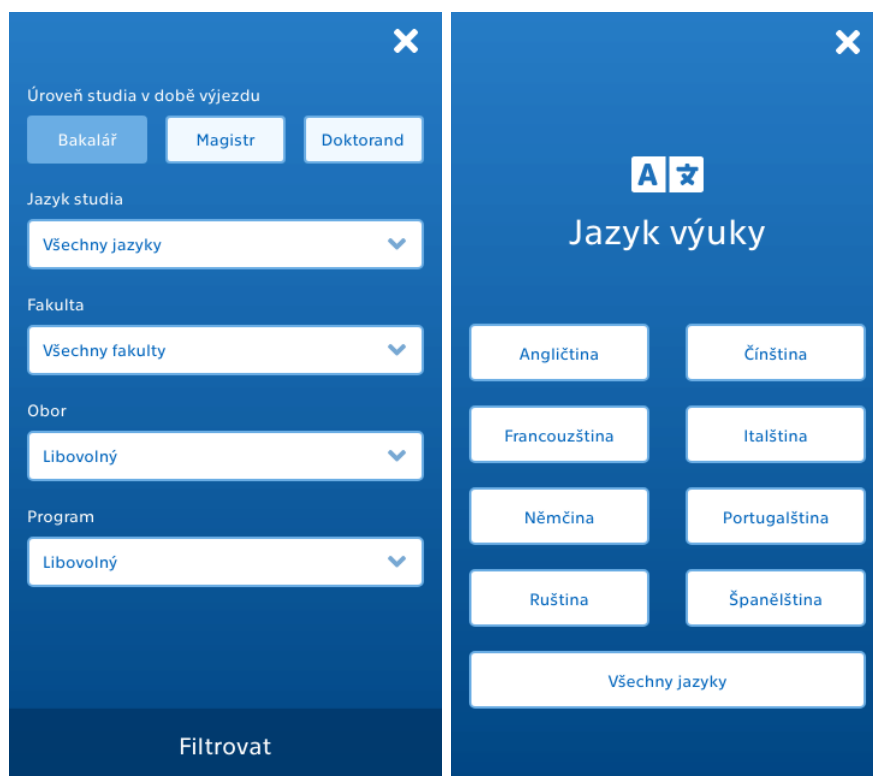 Úroveň studia v době výjezdu
Bakalář Magistr Doktorand
Jazyk studia
Všechny jazyky
Fakulta
Všechny fakulty
Obor
Libovolný
Program
Libovolný
Filtrovat
A 文
Jazyk výuky
Angličtina Čínština
Francouzština Italština
Němčina Portugalština
Ruština Španělština
Všechny jazyky